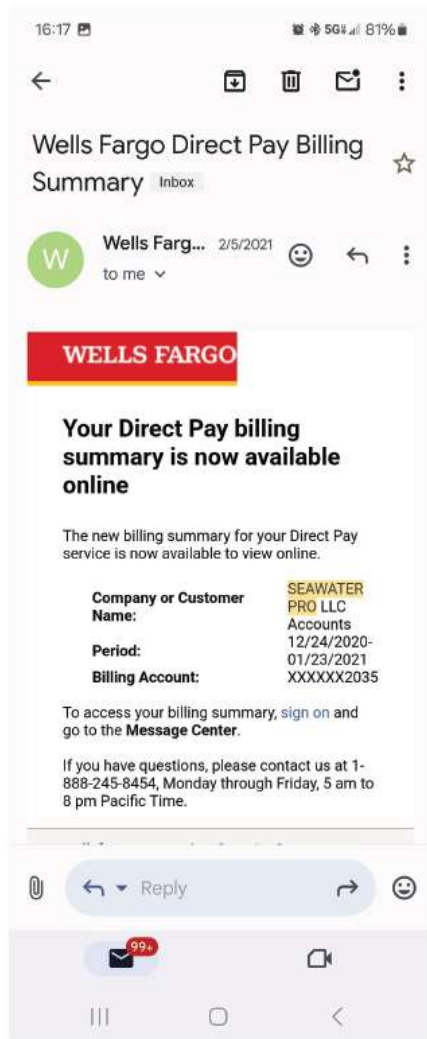 16:17 5G 81%
Wells Fargo Direct Pay Billing
Summary Inbox
W
Wells Farg... 2/5/2021
to me
WELLS FARGO
Your Direct Pay billing
summary is now available
online
The new billing summary for your Direct Pay
service is now available to view online.
Company or Customer Name: SEAWATER PRO LLC Accounts
Period: 12/24/2020-01/23/2021
Billing Account: XXXXXX2035
To access your billing summary, sign on and
go to the Message Center.
If you have questions, please contact us at 1-
888-245-8454, Monday through Friday, 5 am to
8 pm Pacific Time.
Reply
99+